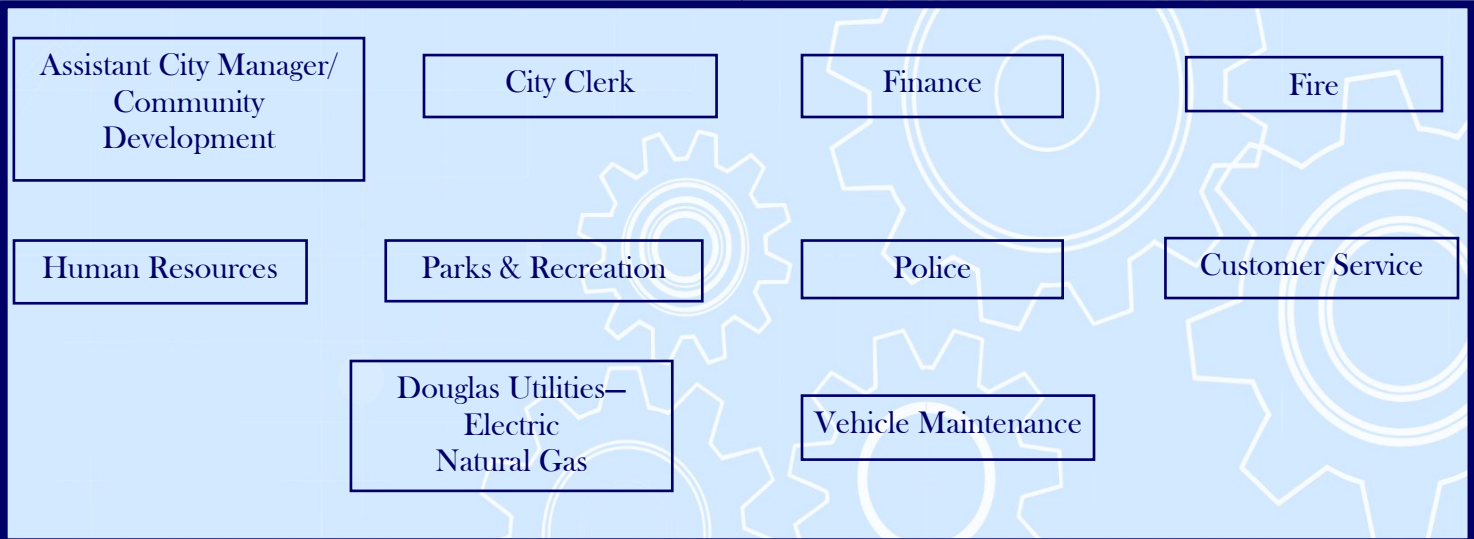 Assistant City Manager/
Community
Development
City Clerk
Finance
Fire
Human Resources
Parks & Recreation
Police
Customer Service
Douglas Utilities—
Electric
Natural Gas
Vehicle Maintenance